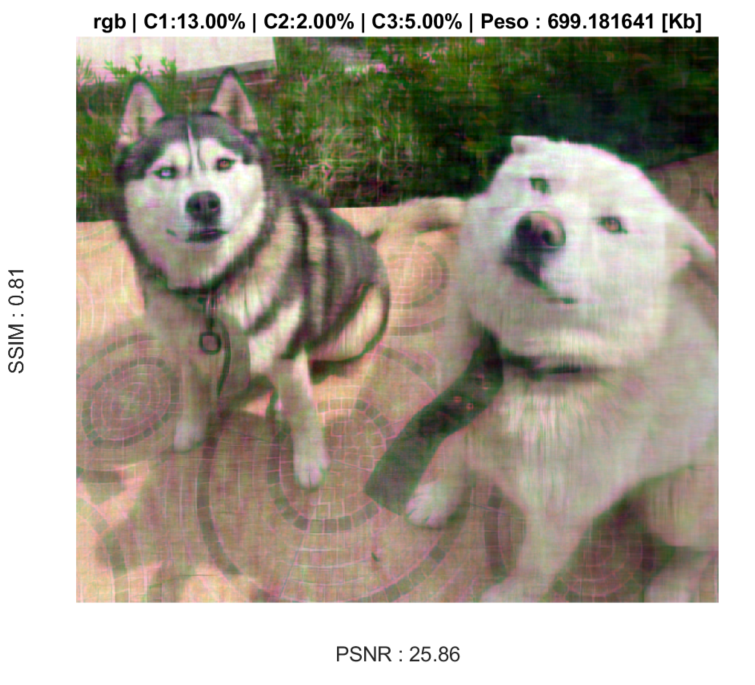 rgb | C1:13.00% | C2:2.00% | C3:5.00% | Peso : 699.181641 [Kb]
SSIM : 0.81
PSNR : 25.86